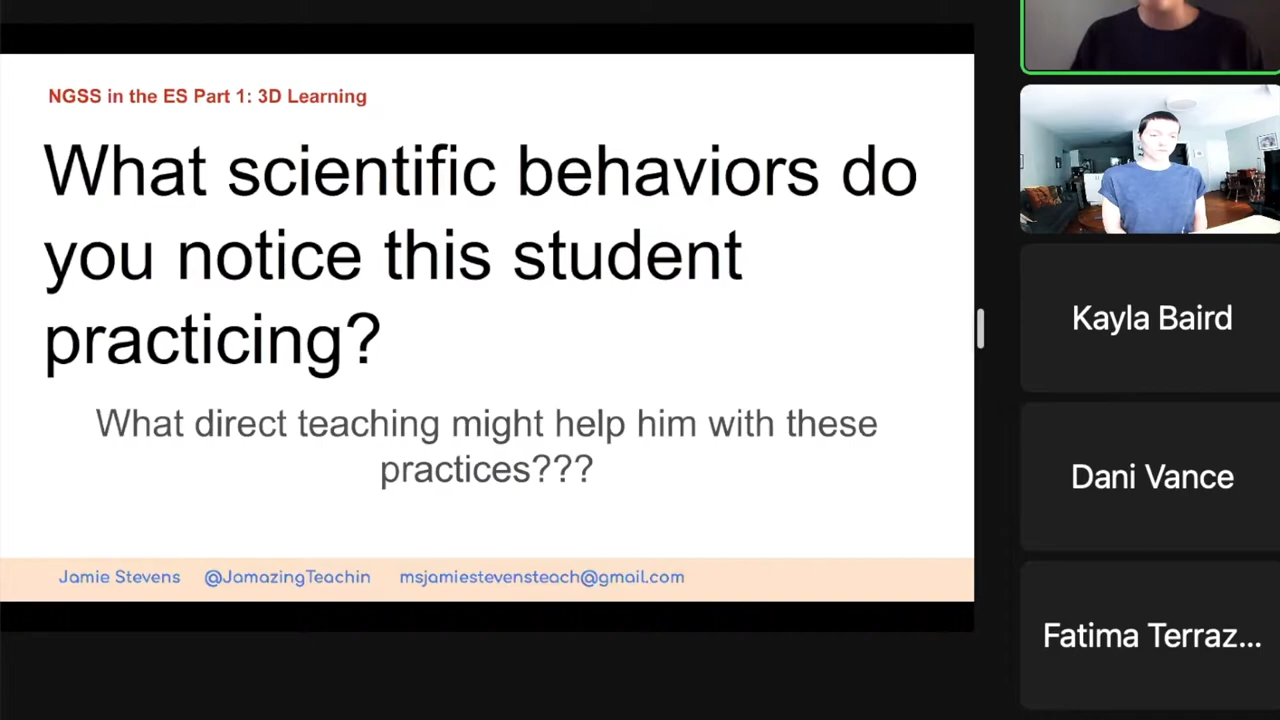 NGSS in the ES Part 1: 3D Learning
What scientific behaviors do
you notice this student
practicing?
What direct teaching might help him with these
practices???
Jamie Stevens @JamazingTeachin msjamiestevensteach@gmail.com
Kayla Baird
Dani Vance
Fatima Terraz...